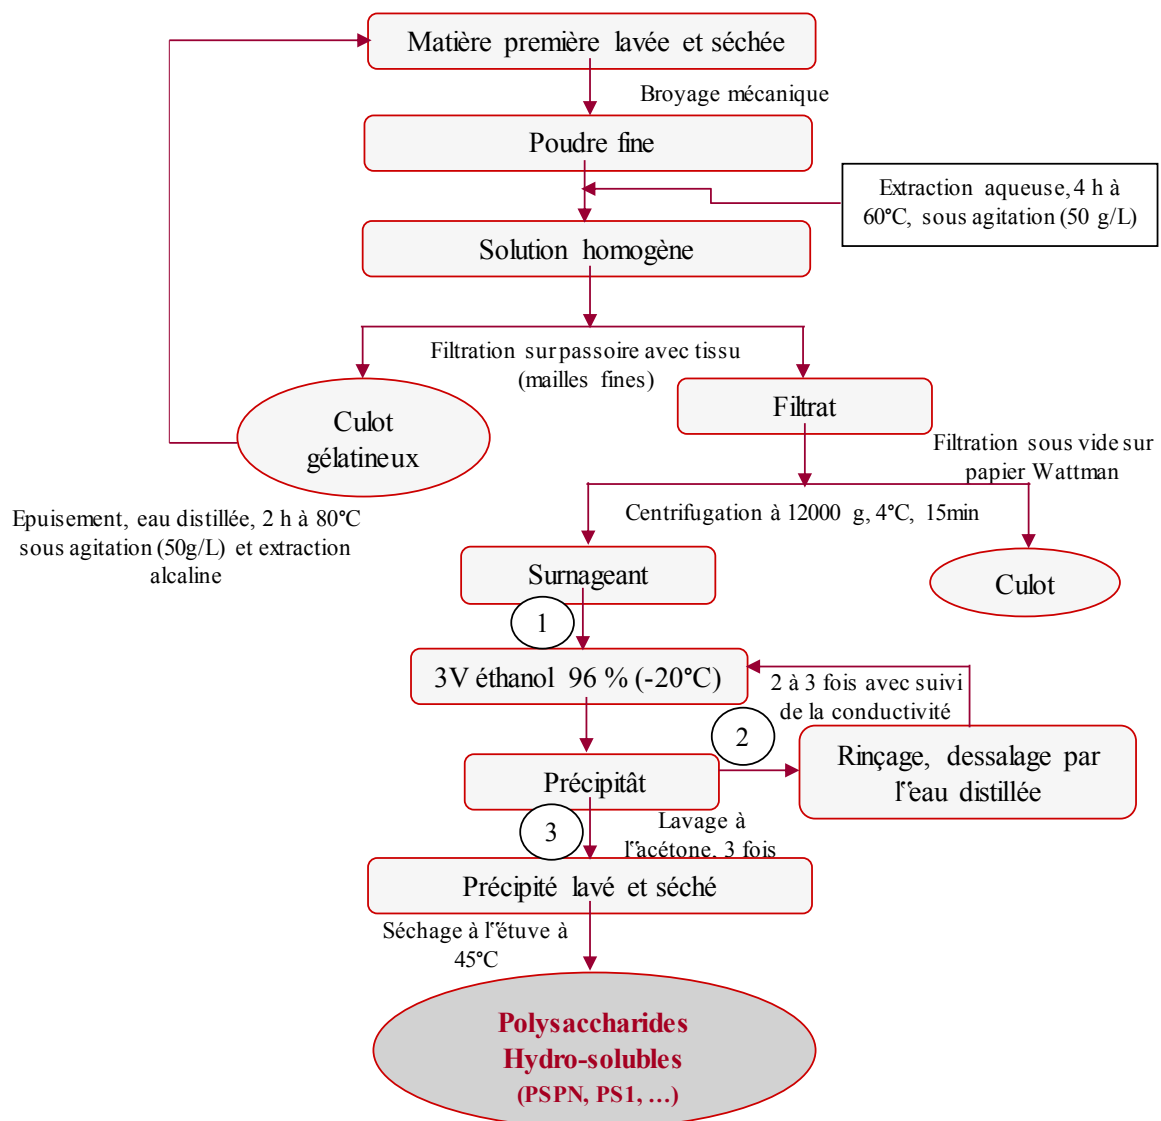 Matière première lavée et séchée
Broyage mécanique
Poudre fine
Extraction aqueuse, 4 h à
60°C, sous agitation (50 g/L)
Solution homogène
Filtration sur passoire avec tissu
(mailles fines)
Culot
gélatineux
Filtrat
Filtration sous vide sur
papier Wattman
Epuisement, eau distillée, 2 h à 80°C
sous agitation (50g/L) et extraction
alcaline
Centrifugation à 12000 g, 4°C, 15min
Surnageant
Culot
1
3V éthanol 96 % (-20°C)
2 à 3 fois avec suivi
de la conductivité
2
Précipitât
Rinçage, dessalage par
l‟eau distillée
3
Lavage à
l‟acétone, 3 fois
Précipité lavé et séché
Séchage à l‟étuve à
45°C
Polysaccharides
Hydro-solubles
(PSPN, PS1, …)